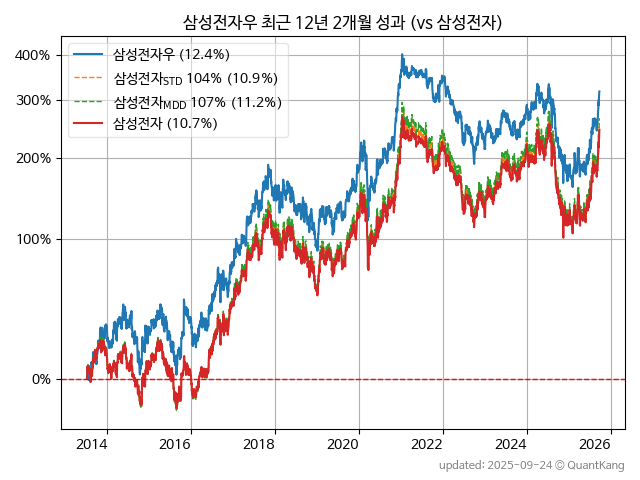 삼성전자우 최근 12년 2개월 성과 (vs 삼성전자)
400%
300%
200%
100%
0%
삼성전자우 (12.4%)
삼성전자STD 104% (10.9%)
삼성전자MDD 107% (11.2%)
삼성전자 (10.7%)
2014 2016 2018 2020 2022 2024 2026
updated: 2025-09-24 © QuantKang